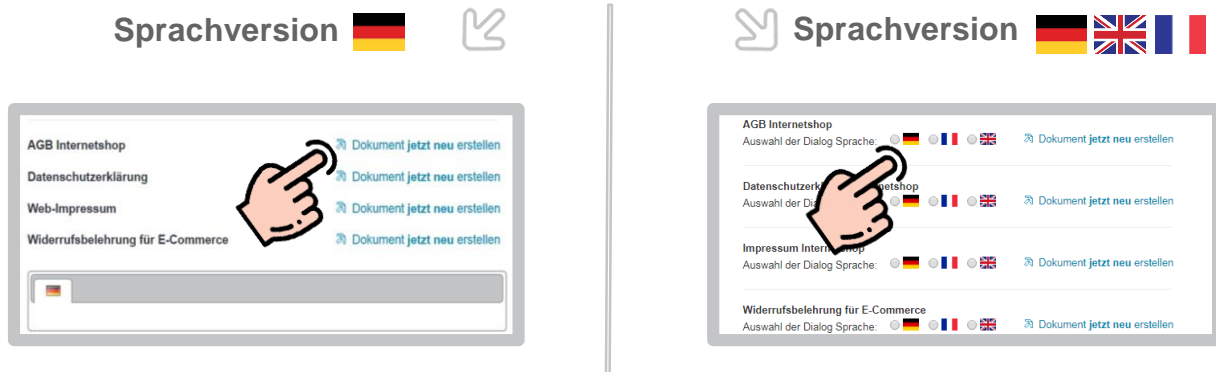 Sprachversion
AGB Internetshop
Dokument jetzt neu erstellen
Datenschutzerklärung
Dokument jetzt neu erstellen
Web-Impressum
Dokument jetzt neu erstellen
Widerrufsbelehrung für E-Commerce
Dokument jetzt neu erstellen
Sprachversion
AGB Internetshop
Auswahl der Dialog Sprache:
Dokument jetzt neu erstellen
Datenschutzerk etshop
Auswahl der Dia
Dokument jetzt neu erstellen
Impressum Intern op
Auswahl der Dialog Sprache:
Dokument jetzt neu erstellen
Widerrufsbelehrung für E-Commerce
Auswahl der Dialog Sprache:
Dokument jetzt neu erstellen